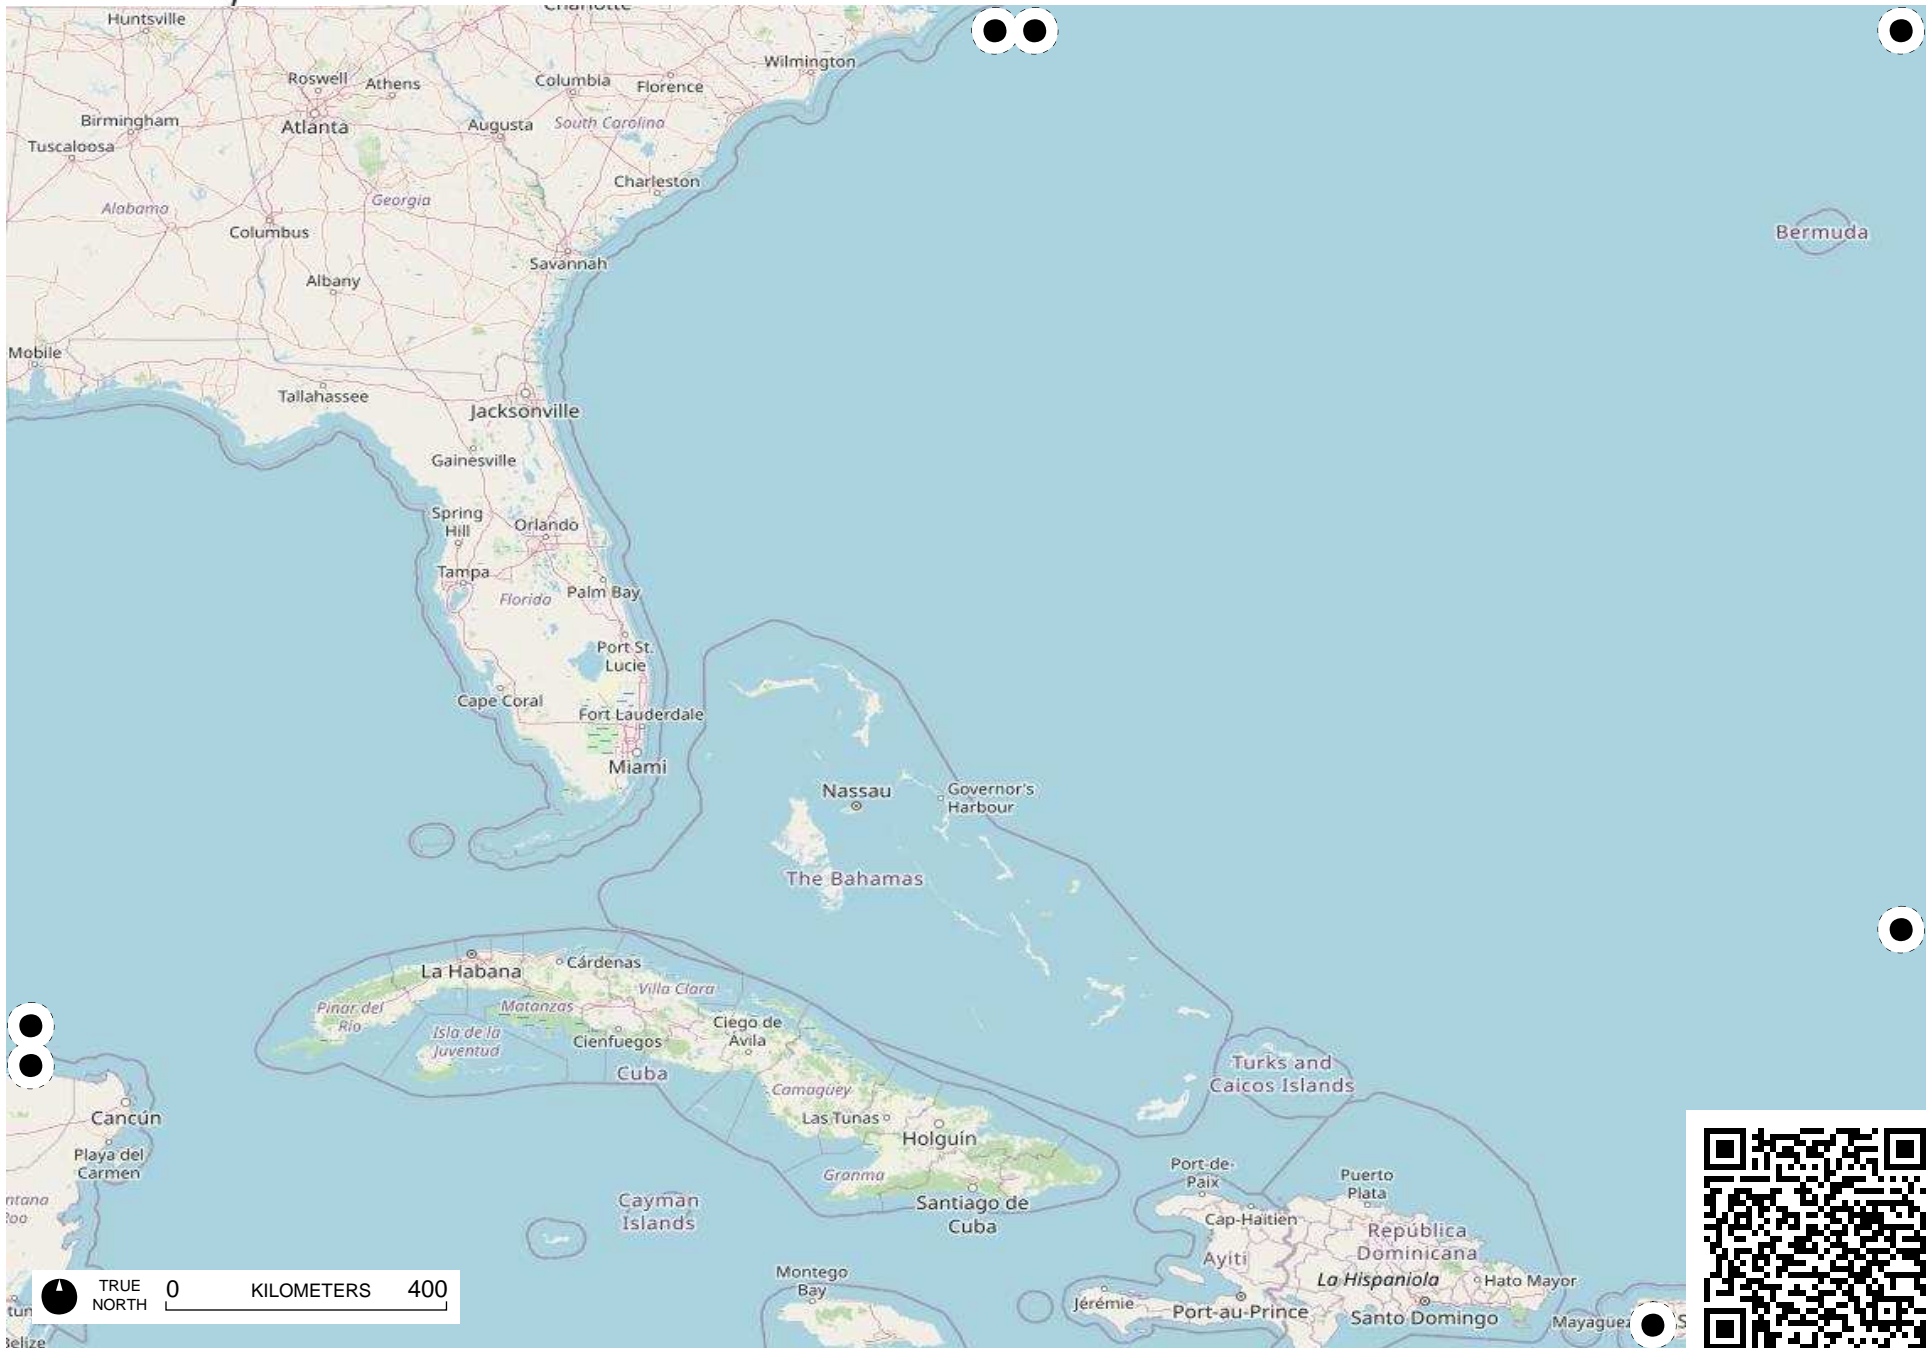 Charlotte
Huntsville
Wilmington
Roswell
Athens
Columbia
Florence
Birmingham
Atlanta
Augusta
South Carolina
Tuscaloosa
Charleston
Alabama
Georgia
Columbus
Bermuda
Savannah
Albany
Mobile
Tallahassee
Jacksonville
Gainesville
Spring
Hill
Orlando
Tampa
Florida
Palm Bay
Port St.
Lucie
Cape Coral
Fort Lauderdale
Miami
Nassau
Governor's
Harbour
The Bahamas
La Habana
Cárdenas
Villa Clara
Pinar del
Río
Matanzas
Isla de la
Juventud
Cienfuegos
Ciego de
Ávila
Cuba
Turks and
Caicos Islands
Camagüey
Las Tunas
Holguín
Cancún
Playa del
Carmen
Granma
Port-de-
Paix
Puerto
Plata
ntana
Roo
Cayman
Islands
Santiago de
Cuba
Cap-Haïtien
República
Dominicana
Ayiti
La Hispaniola
Hato Mayor
Montego
Bay
Jérémie
Port-au-Prince
Santo Domingo
Mayagüez
S
TRUE
NORTH
0 KILOMETERS 400
tun
Belize